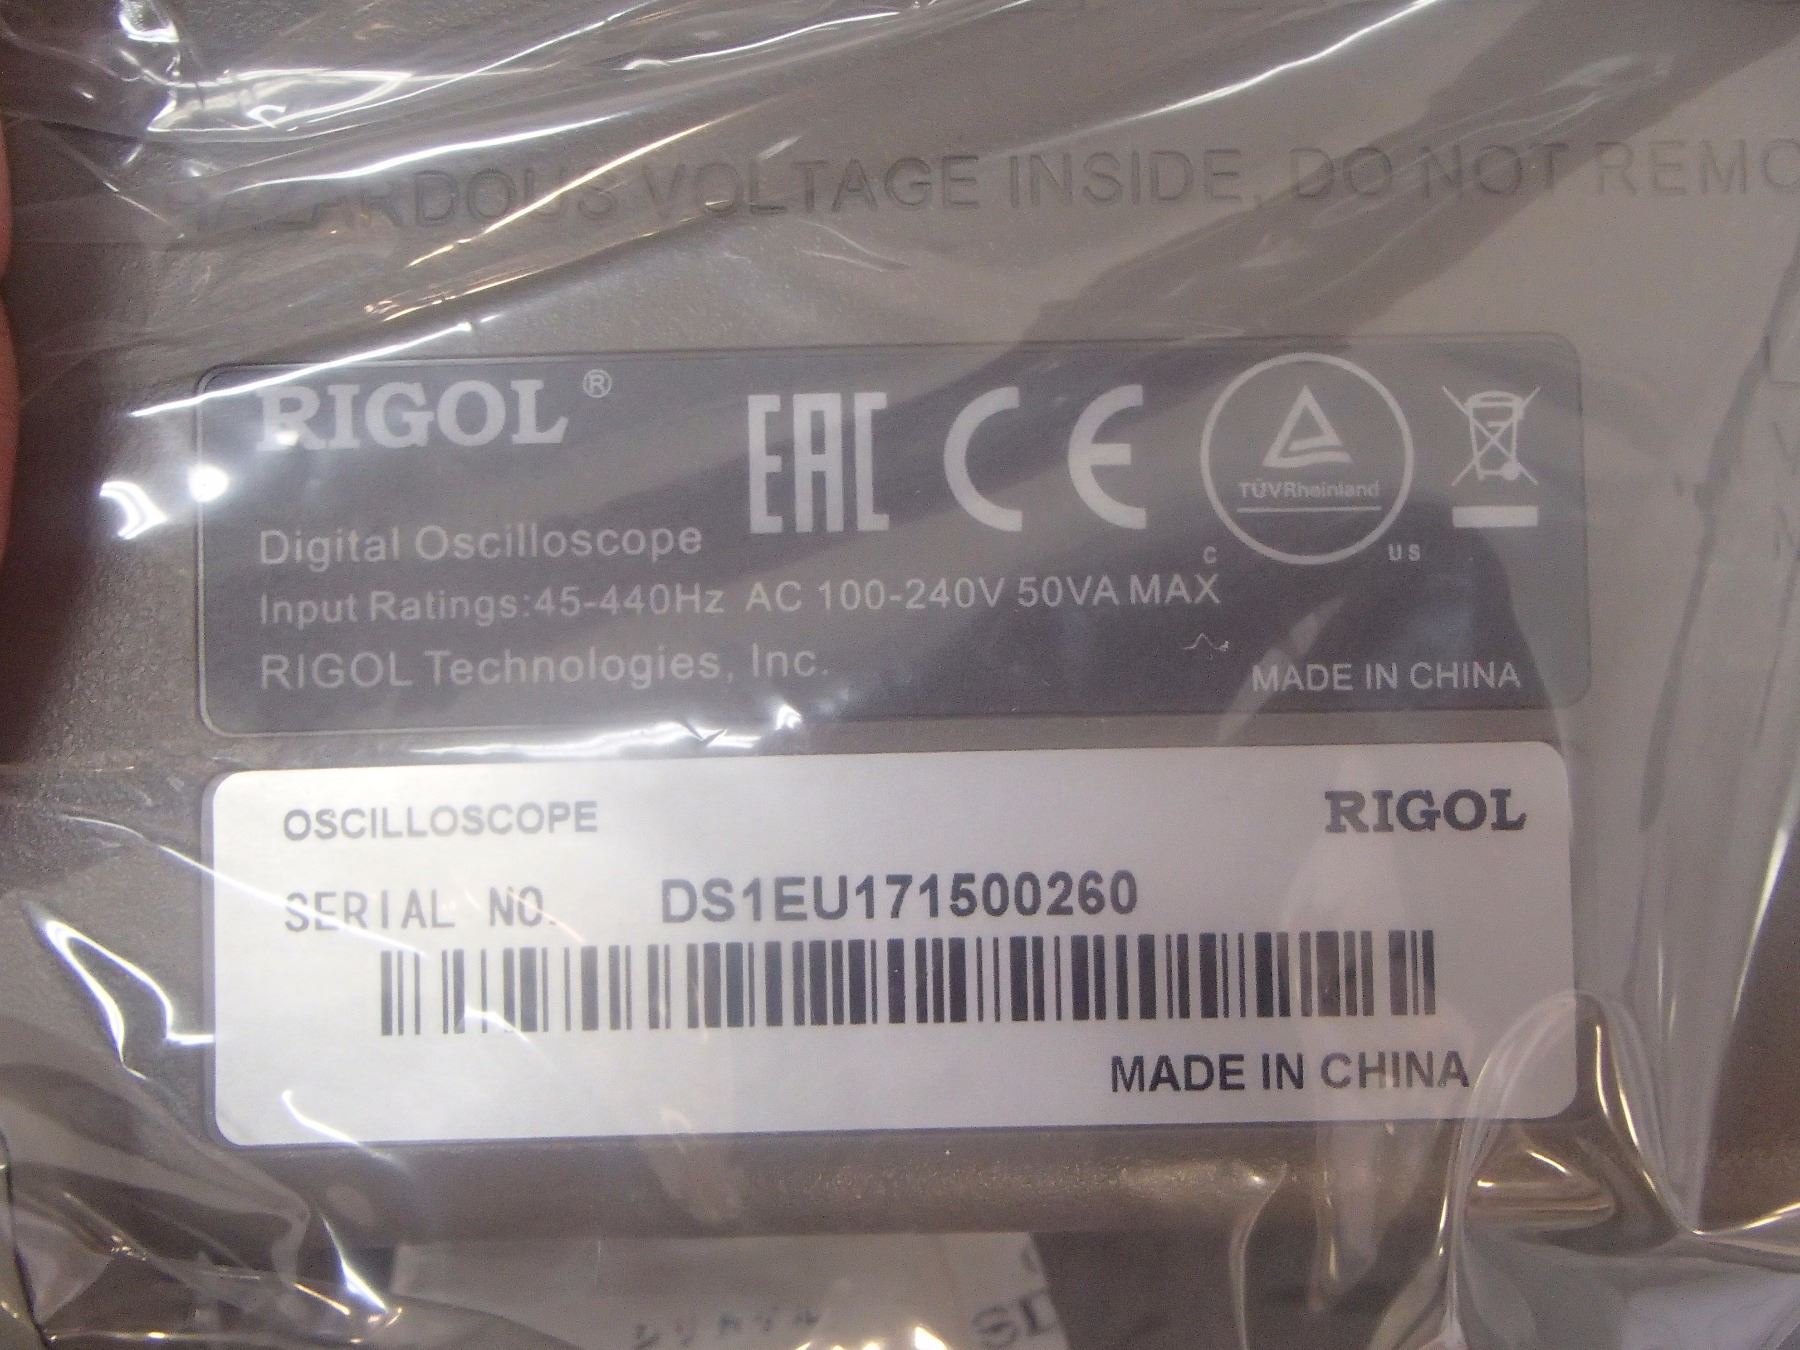 HAZARDOUS VOLTAGE INSIDE, DO NOT REMO
RIGOL®
EAC CE
TÜVRheinland
C US
Digital Oscilloscope
Input Ratings:45-440Hz AC 100-240V 50VA MAX
RIGOL Technologies, Inc.
MADE IN CHINA
OSCILLOSCOPE
RIGOL
SERIAL NO. DS1EU171500260
MADE IN CHINA